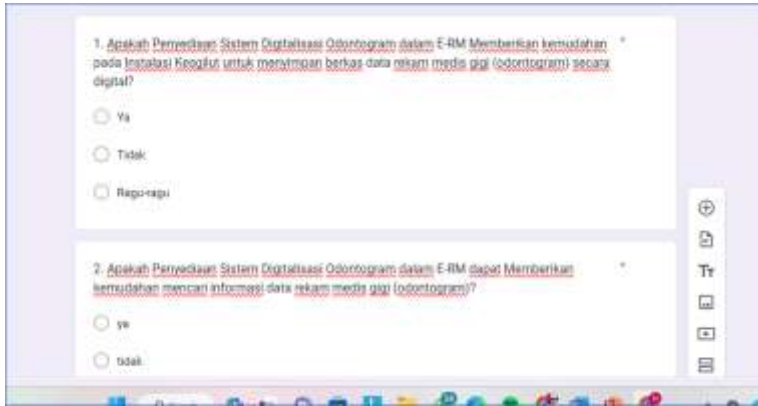 1. Apakah Penyediaan Sistem Digitalisasi Odontogram dalam E-RM Memberikan kemudahan *
pada Instalasi Kesgilut untuk menyimpan berkas data rekam medis gigi (odontogram) secara
digital?
Ya
Tidak
Ragu-ragu
2. Apakah Penyediaan Sistem Digitalisasi Odontogram dalam E-RM dapat Memberikan *
kemudahan mencari informasi data rekam medis gigi (odontogram)?
ya
tidak
Tт